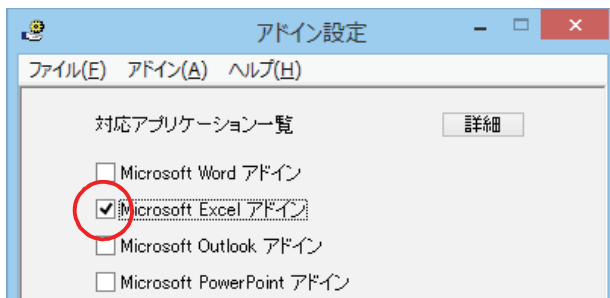 アドイン設定
ファイル(F) アドイン(A) ヘルプ(H)
対応アプリケーション一覧 詳細
Microsoft Word アドイン
Microsoft Excel アドイン
Microsoft Outlook アドイン
Microsoft PowerPoint アドイン